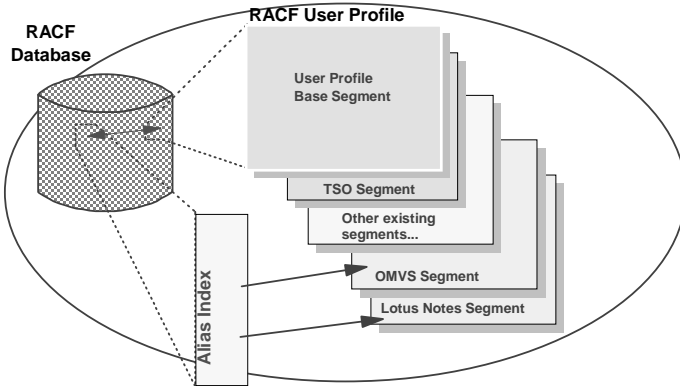 RACF User Profile
RACF
Database
User Profile
Base Segment
TSO Segment
Other existing
segments...
OMVS Segment
Lotus Notes Segment
Alias Index